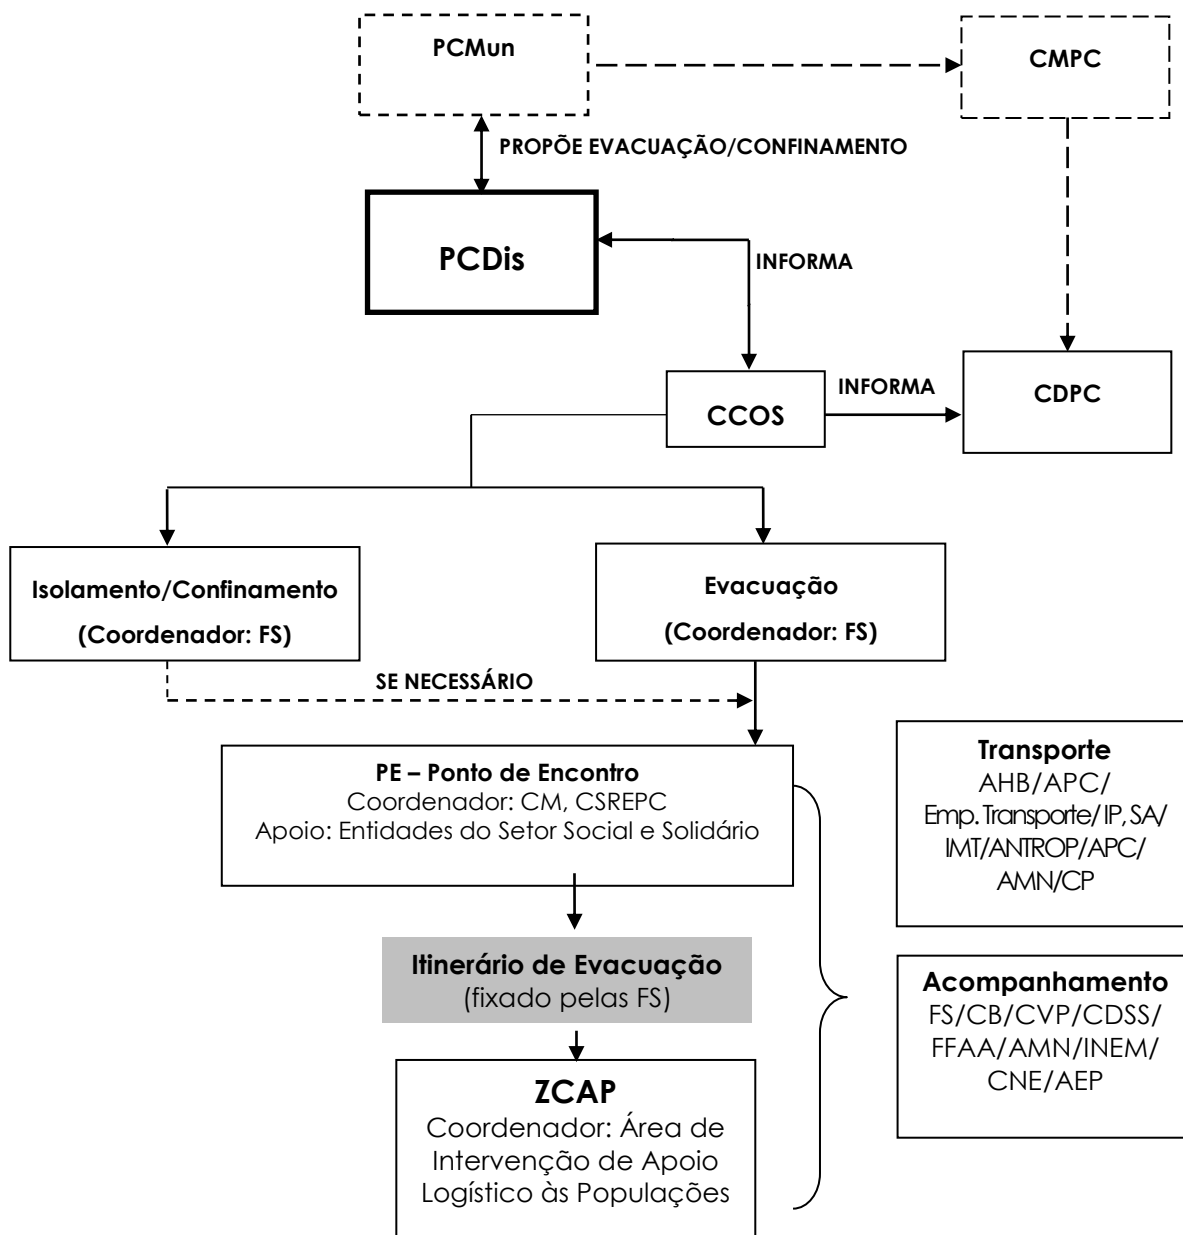 PCMun
CMPC
PROPÕE EVACUAÇÃO/CONFINAMENTO
PCDis
INFORMA
CCOS
INFORMA
CDPC
Isolamento/Confinamento
(Coordenador: FS)
Evacuação
(Coordenador: FS)
SE NECESSÁRIO
PE – Ponto de Encontro
Coordenador: CM, CSREPC
Apoio: Entidades do Setor Social e Solidário
Transporte
AHB/APC/
Emp. Transporte/ IP, SA/
IMT/ANTROP/APC/
AMN/CP
Itinerário de Evacuação
(fixado pelas FS)
Acompanhamento
FS/CB/CVP/CDSS/
FFAA/AMN/INEM/
CNE/AEP
ZCAP
Coordenador: Área de
Intervenção de Apoio
Logístico às Populações